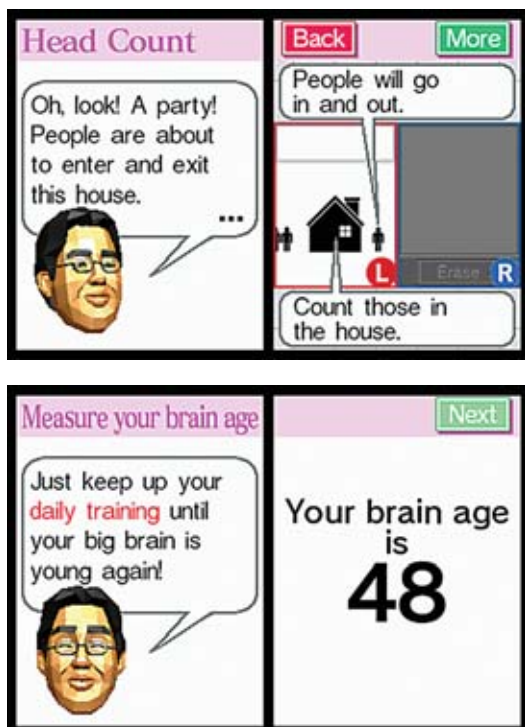 Head Count
Oh, look! A party!
People are about
to enter and exit
this house.
...
Back
More
People will go
in and out.
L
Erase
R
Count those in
the house.
Measure your brain age
Just keep up your
daily training until
your big brain is
young again!
Next
Your brain age
is
48